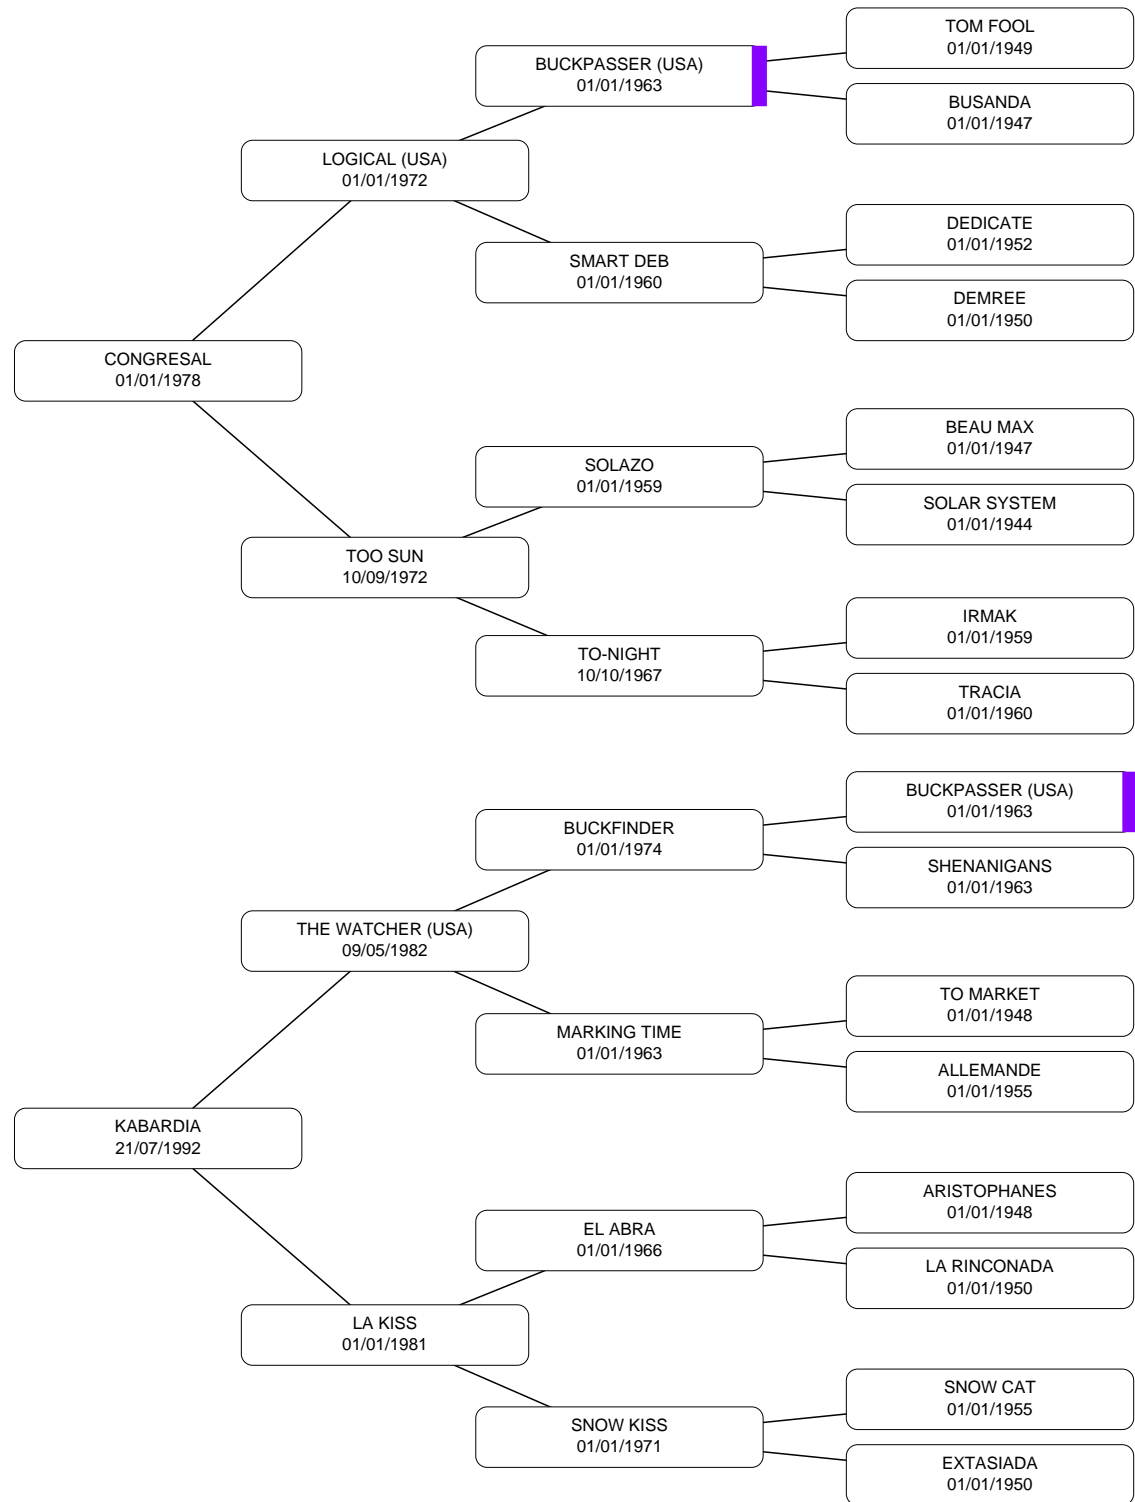 TOM FOOL
01/01/1949
BUCKPASSER (USA)
01/01/1963
BUSANDA
01/01/1947
LOGICAL (USA)
01/01/1972
DEDICATE
01/01/1952
SMART DEB
01/01/1960
DEMREE
01/01/1950
CONGRESAL
01/01/1978
BEAU MAX
01/01/1947
SOLAZO
01/01/1959
SOLAR SYSTEM
01/01/1944
TOO SUN
10/09/1972
IRMAK
01/01/1959
TO-NIGHT
10/10/1967
TRACIA
01/01/1960
BUCKPASSER (USA)
01/01/1963
BUCKFINDER
01/01/1974
SHENANIGANS
01/01/1963
THE WATCHER (USA)
09/05/1982
TO MARKET
01/01/1948
MARKING TIME
01/01/1963
ALLEMANDE
01/01/1955
KABARDIA
21/07/1992
ARISTOPHANES
01/01/1948
EL ABRA
01/01/1966
LA RINCONADA
01/01/1950
LA KISS
01/01/1981
SNOW CAT
01/01/1955
SNOW KISS
01/01/1971
EXTASIADA
01/01/1950